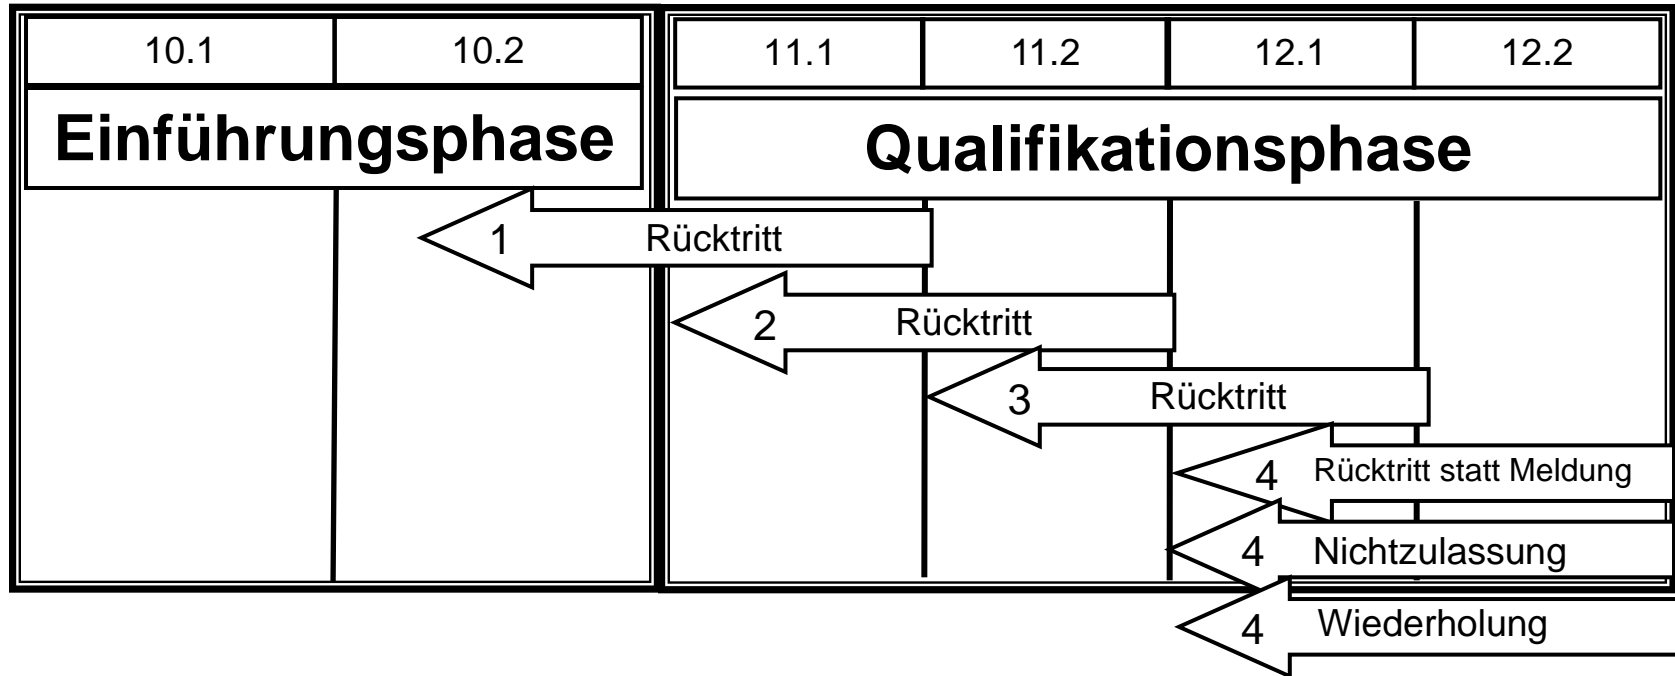 10.1 10.2 11.1 11.2 12.1 12.2
Einführungsphase Qualifikationsphase
1 Rücktritt
2 Rücktritt
3 Rücktritt
4 Rücktritt statt Meldung
4 Nichtzulassung
4 Wiederholung